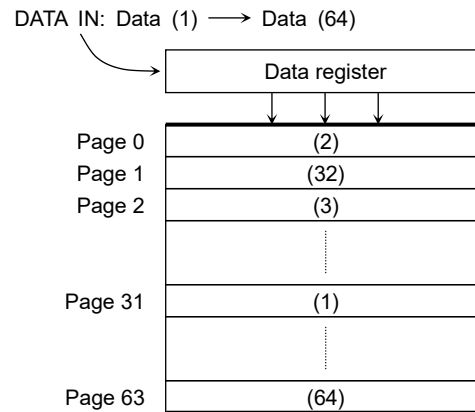 DATA IN: Data (1) → Data (64)
Data register
Page 0 (2)
Page 1 (32)
Page 2 (3)
Page 31 (1)
Page 63 (64)